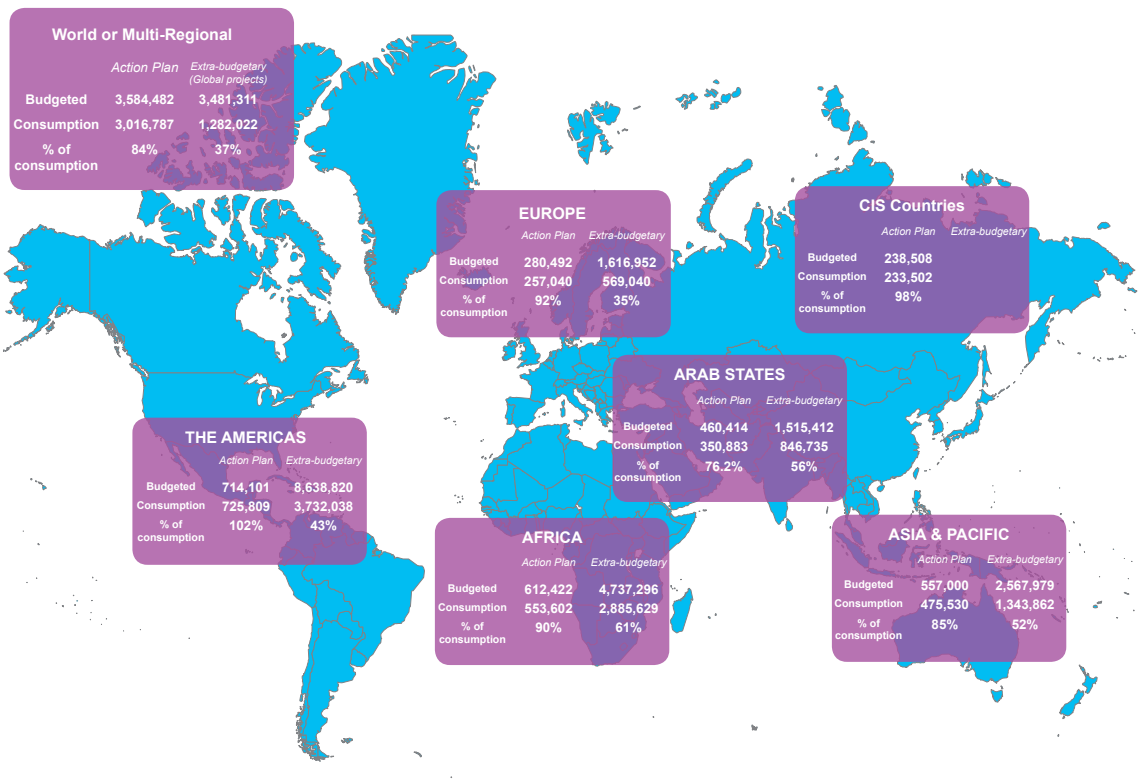 World or Multi-Regional
Action Plan Extra-budgetary
(Global projects)
Budgeted 3,584,482 3,481,311
Consumption 3,016,787 1,282,022
% of 84% 37%
consumption
EUROPE
Action Plan Extra-budgetary
Budgeted 280,492 1,616,952
Consumption 257,040 569,040
% of 92% 35%
consumption
CIS Countries
Action Plan Extra-budgetary
Budgeted 238,508
Consumption 233,502
% of 98%
consumption
ARAB STATES
Action Plan Extra-budgetary
Budgeted 460,414 1,515,412
Consumption 350,883 846,735
% of 76.2% 56%
consumption
THE AMERICAS
Action Plan Extra-budgetary
Budgeted 714,101 8,638,820
Consumption 725,809 3,732,038
% of 102% 43%
consumption
AFRICA
Action Plan Extra-budgetary
Budgeted 612,422 4,737,296
Consumption 553,602 2,885,629
% of 90% 61%
consumption
ASIA & PACIFIC
Action Plan Extra-budgetary
Budgeted 557,000 2,567,979
Consumption 475,530 1,343,862
% of 85% 52%
consumption